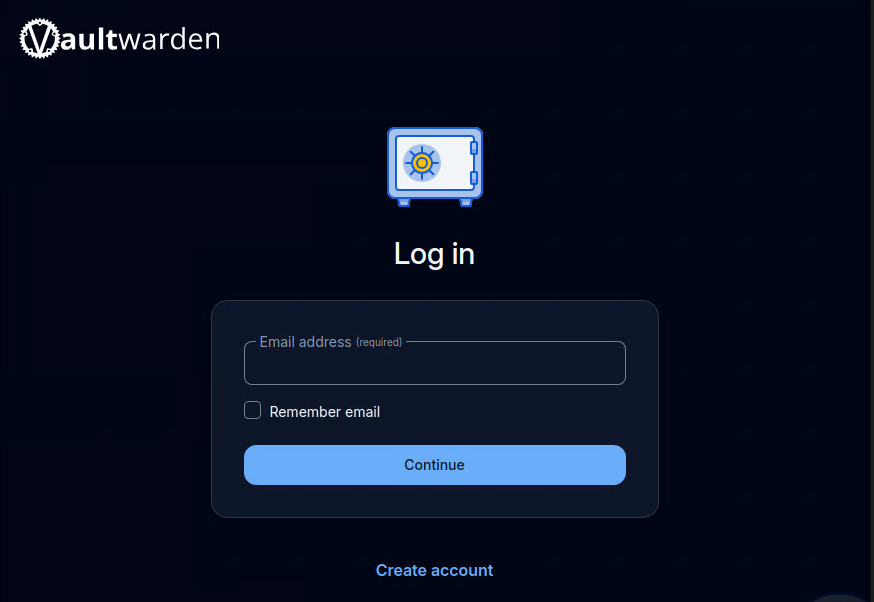 Vaultwarden
Log in
Email address (required)
Remember email
Continue
Create account